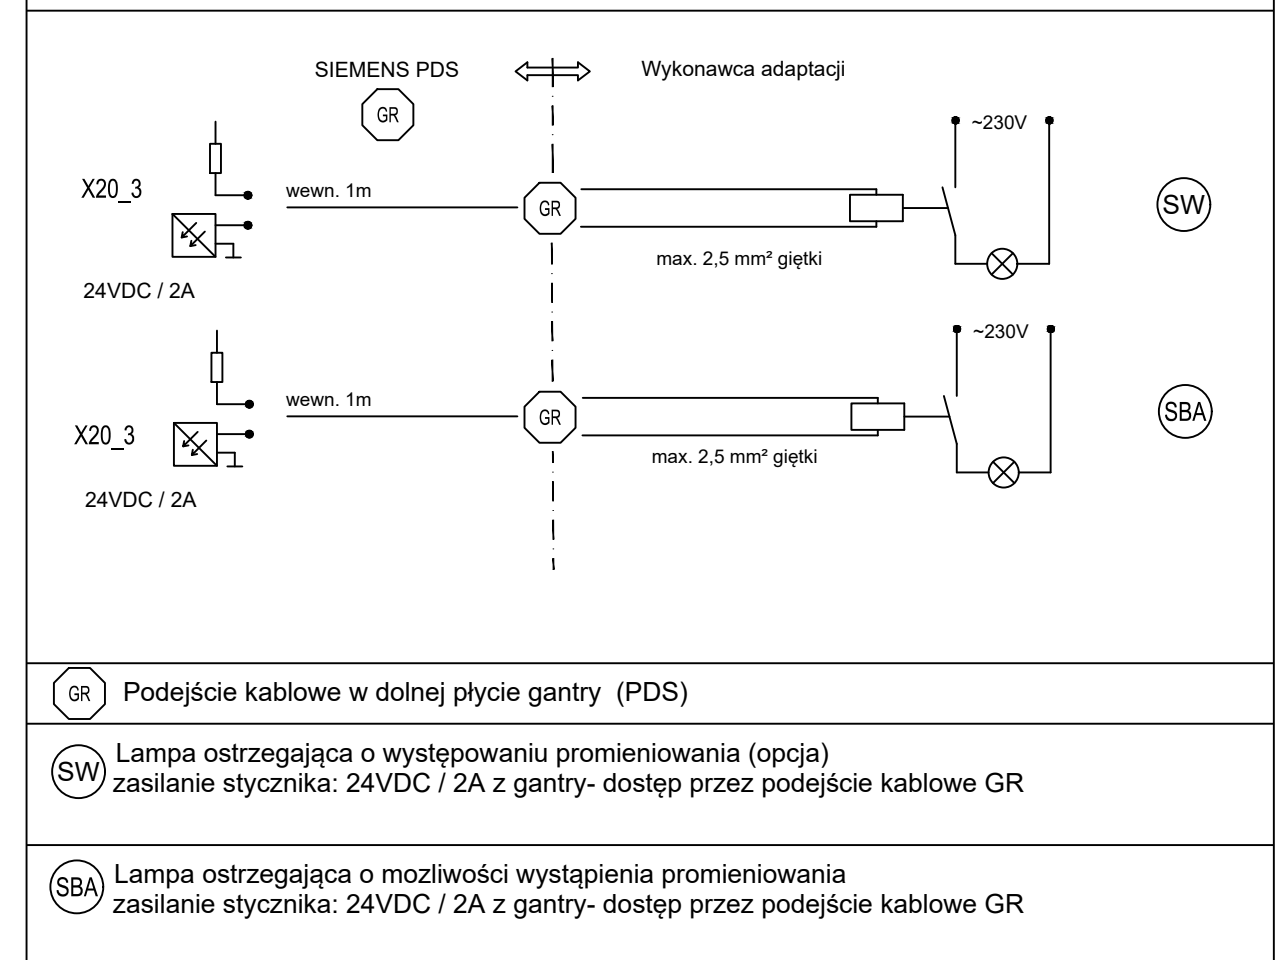 SIEMENS PDS
Wykonawca adaptacji
GR
~230V
X20_3
wewn. 1m
GR
SW
max. 2,5 mm² giętki
24VDC / 2A
~230V
wewn. 1m
GR
SBA
X20_3
max. 2,5 mm² giętki
24VDC / 2A
GR Podejście kablowe w dolnej płycie gantry (PDS)
SW Lampa ostrzegająca o występowaniu promieniowania (opcja)
zasilanie stycznika: 24VDC / 2A z gantry- dostęp przez podejście kablowe GR
SBA Lampa ostrzegająca o mozliwości wystąpienia promieniowania
zasilanie stycznika: 24VDC / 2A z gantry- dostęp przez podejście kablowe GR